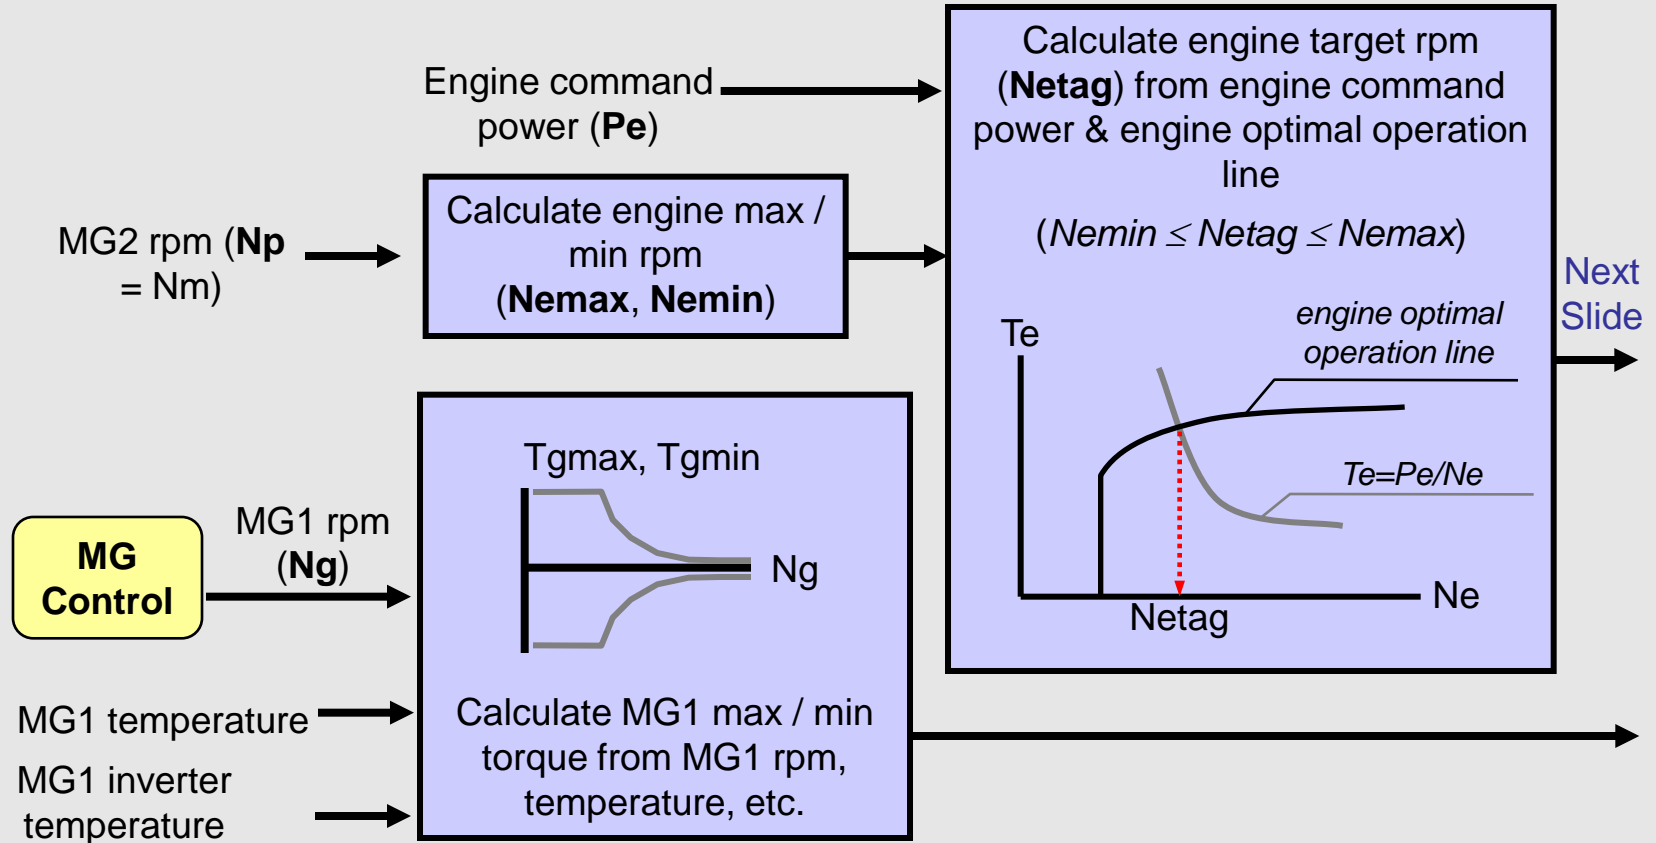 Engine command
power (Pe)
Calculate engine target rpm
(Netag) from engine command
power & engine optimal operation
line
(Nemin ≤ Netag ≤ Nemax)
MG2 rpm (Np
= Nm)
Calculate engine max /
min rpm
(Nemax, Nemin)
Next
Slide
Te
engine optimal
operation line
Te=Pe/Ne
Ne
Netag
MG
Control
MG1 rpm
(Ng)
Tgmax, Tgmin
Ng
MG1 temperature
MG1 inverter
temperature
Calculate MG1 max / min
torque from MG1 rpm,
temperature, etc.